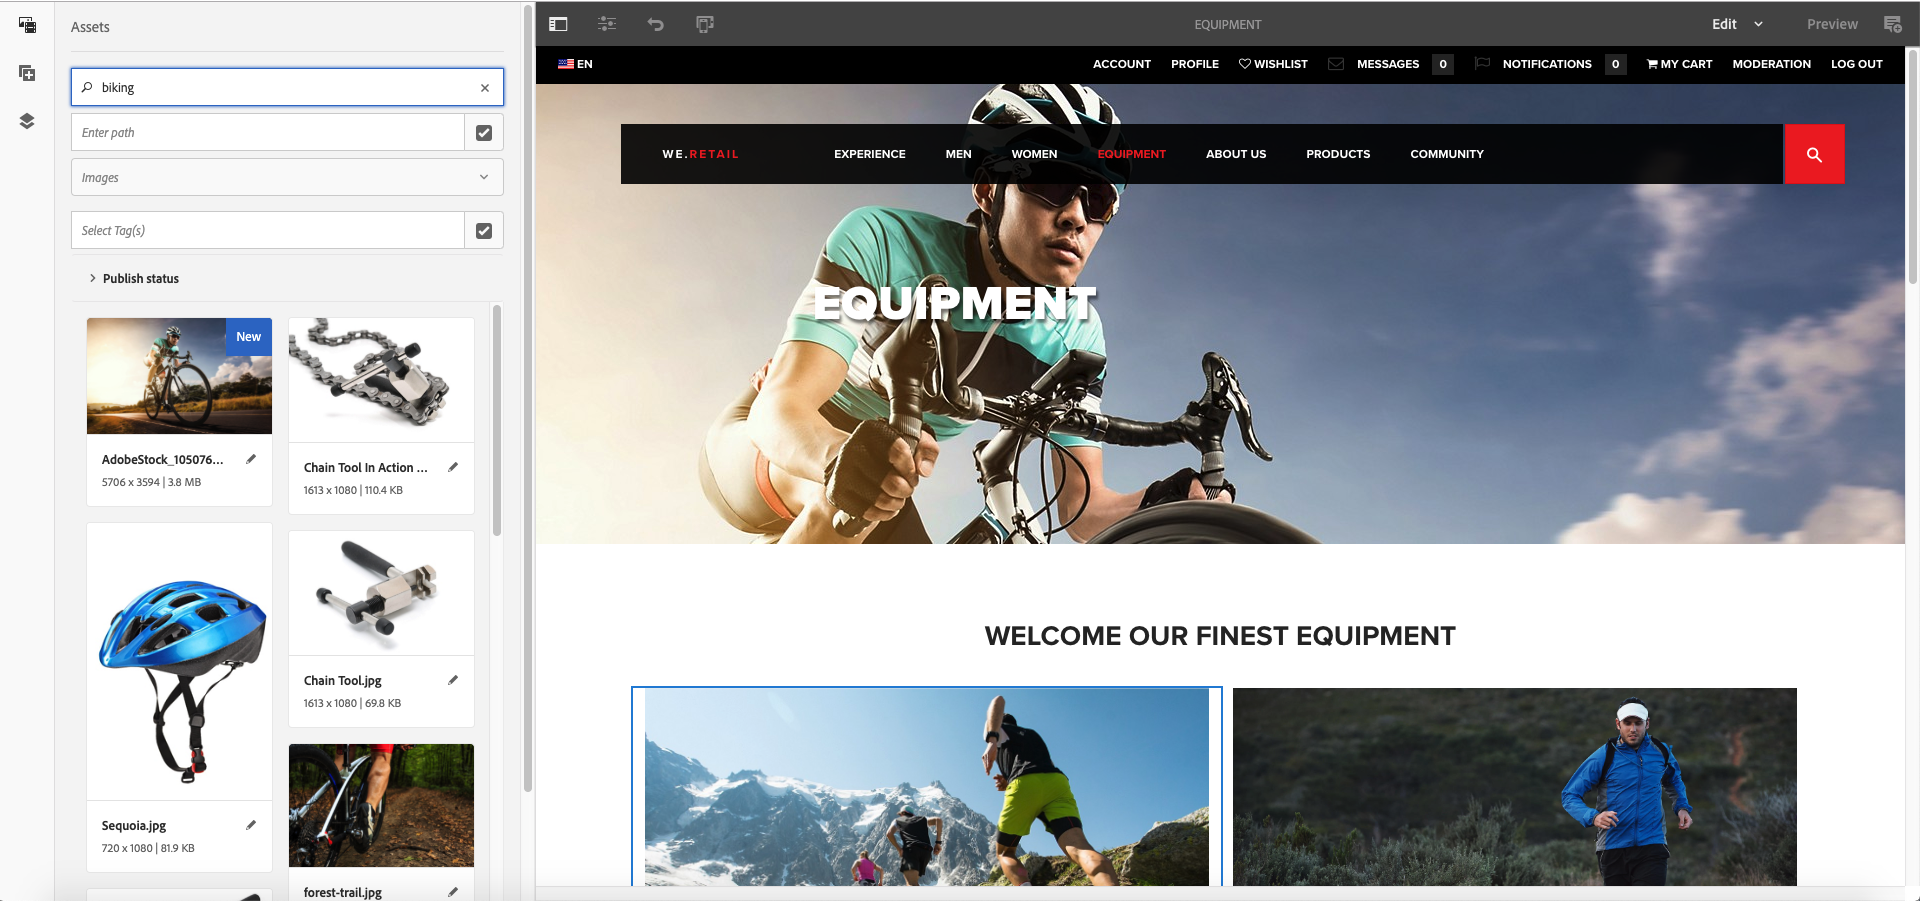 Assets
biking
Enter path
Images
Select Tag(s)
Publish status
New
AdobeStock_105076...
5706 x 3594 | 3.8 MB
Chain Tool In Action ...
1613 x 1080 | 110.4 KB
Chain Tool.jpg
1613 x 1080 | 69.8 KB
Sequoia.jpg
720 x 1080 | 81.9 KB
forest-trail.jpg
EQUIPMENT
Edit
Preview
EN
ACCOUNT PROFILE WISHLIST MESSAGES 0 NOTIFICATIONS 0 MY CART MODERATION LOG OUT
WE.RETAIL EXPERIENCE MEN WOMEN EQUIPMENT ABOUT US PRODUCTS COMMUNITY
EQUIPMENT
WELCOME OUR FINEST EQUIPMENT